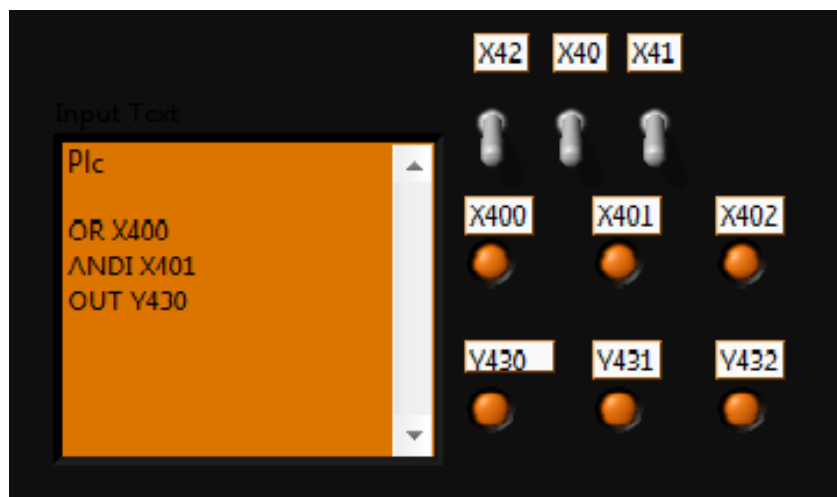 X42 X40 X41
Input Text
Plc
OR X400
ANDI X401
OUT Y430
X400 X401 X402
Y430 Y431 Y432